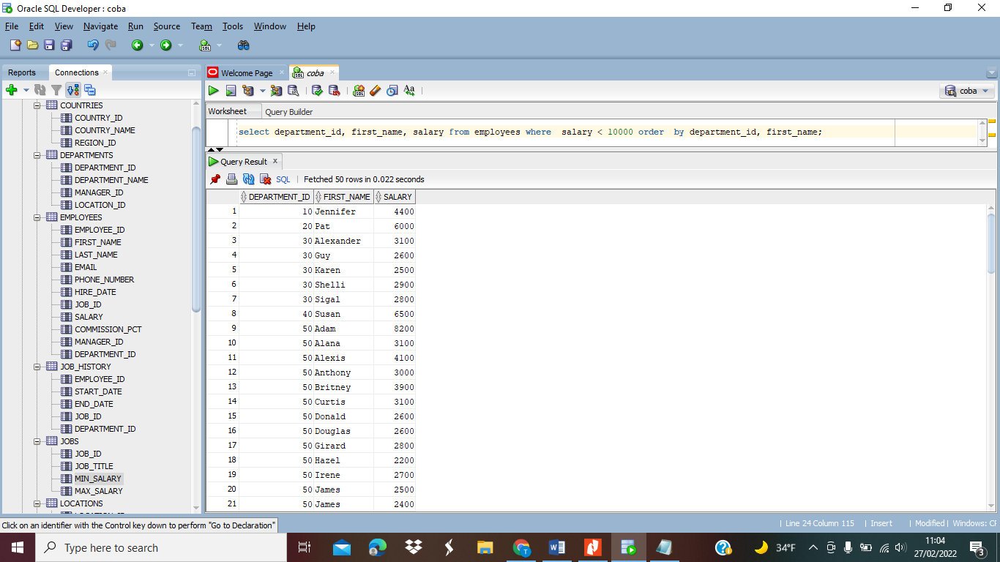 Oracle SQL Developer : coba
File Edit View Navigate Run Source Team Tools Window Help
Reports Connections
Welcome Page coba
coba
Worksheet Query Builder
select department_id, first_name, salary from employees where  salary < 10000 order  by department_id, first_name;
Query Result
SQL Fetched 50 rows in 0.022 seconds
DEPARTMENT_ID FIRST_NAME SALARY
1 10 Jennifer 4400
2 20 Pat 6000
3 30 Alexander 3100
4 30 Guy 2600
5 30 Karen 2500
6 30 Shelli 2900
7 30 Sigal 2800
8 40 Susan 6500
9 50 Adam 8200
10 50 Alana 3100
11 50 Alexis 4100
12 50 Anthony 3000
13 50 Britney 3900
14 50 Curtis 3100
15 50 Donald 2600
16 50 Douglas 2600
17 50 Girard 2800
18 50 Hazel 2200
19 50 Irene 2700
20 50 James 2500
21 50 James 2400
COUNTRIES
COUNTRY_ID
COUNTRY_NAME
REGION_ID
DEPARTMENTS
DEPARTMENT_ID
DEPARTMENT_NAME
MANAGER_ID
LOCATION_ID
EMPLOYEES
EMPLOYEE_ID
FIRST_NAME
LAST_NAME
EMAIL
PHONE_NUMBER
HIRE_DATE
JOB_ID
SALARY
COMMISSION_PCT
MANAGER_ID
DEPARTMENT_ID
JOB_HISTORY
EMPLOYEE_ID
START_DATE
END_DATE
JOB_ID
DEPARTMENT_ID
JOBS
JOB_ID
JOB_TITLE
MIN_SALARY
MAX_SALARY
LOCATIONS
Click on an identifier with the Control key down to perform "Go to Declaration"
Line 24 Column 115 Insert Modified Windows: CF
Type here to search
34°F
11:04
27/02/2022
3